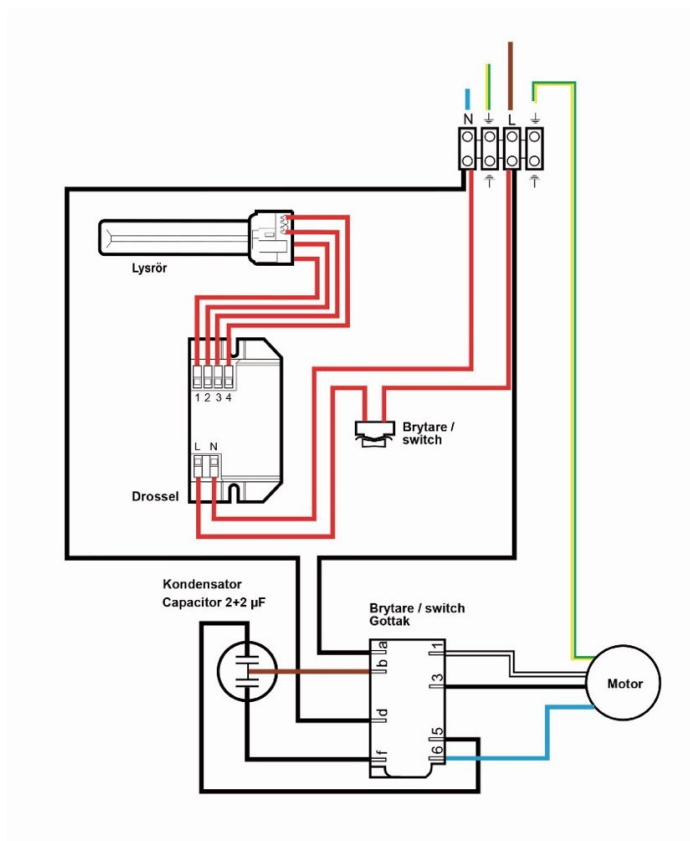 N L
Lysrör
1 2 3 4
Brytare /
switch
L N
Drossel
Kondensator
Capacitor 2+2 µF
Brytare / switch
Gottak
a 1
b
3
Motor
d
5
f 6